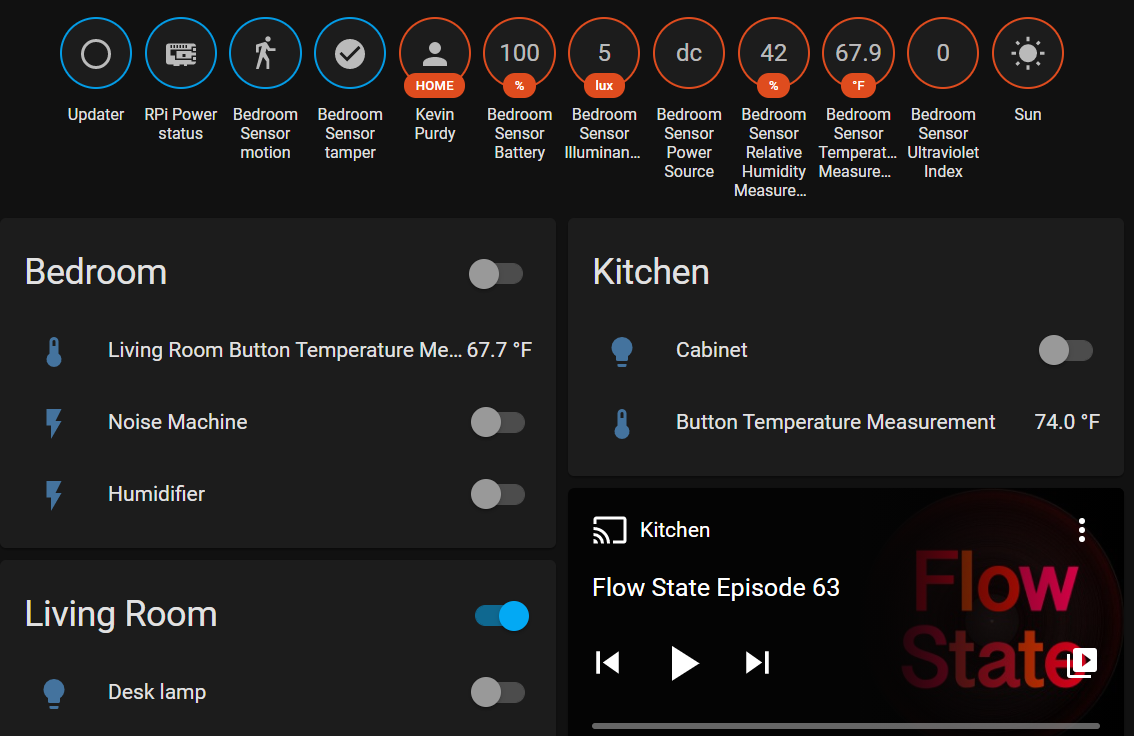 100 5 dc 42 67.9 0
HOME % lux % °F
Updater RPi Power Bedroom Bedroom Kevin Bedroom Bedroom Bedroom Bedroom Bedroom Bedroom Sun
status Sensor Sensor Purdy Sensor Sensor Sensor Sensor Sensor Sensor
motion tamper Battery Illuminan... Power Relative Temperat... Ultraviolet
Source Humidity Measure... Index
Measure...
Bedroom
Living Room Button Temperature Me... 67.7 °F
Noise Machine
Humidifier
Living Room
Desk lamp
Kitchen
Cabinet
Button Temperature Measurement 74.0 °F
Kitchen
Flow State Episode 63
Flow
State